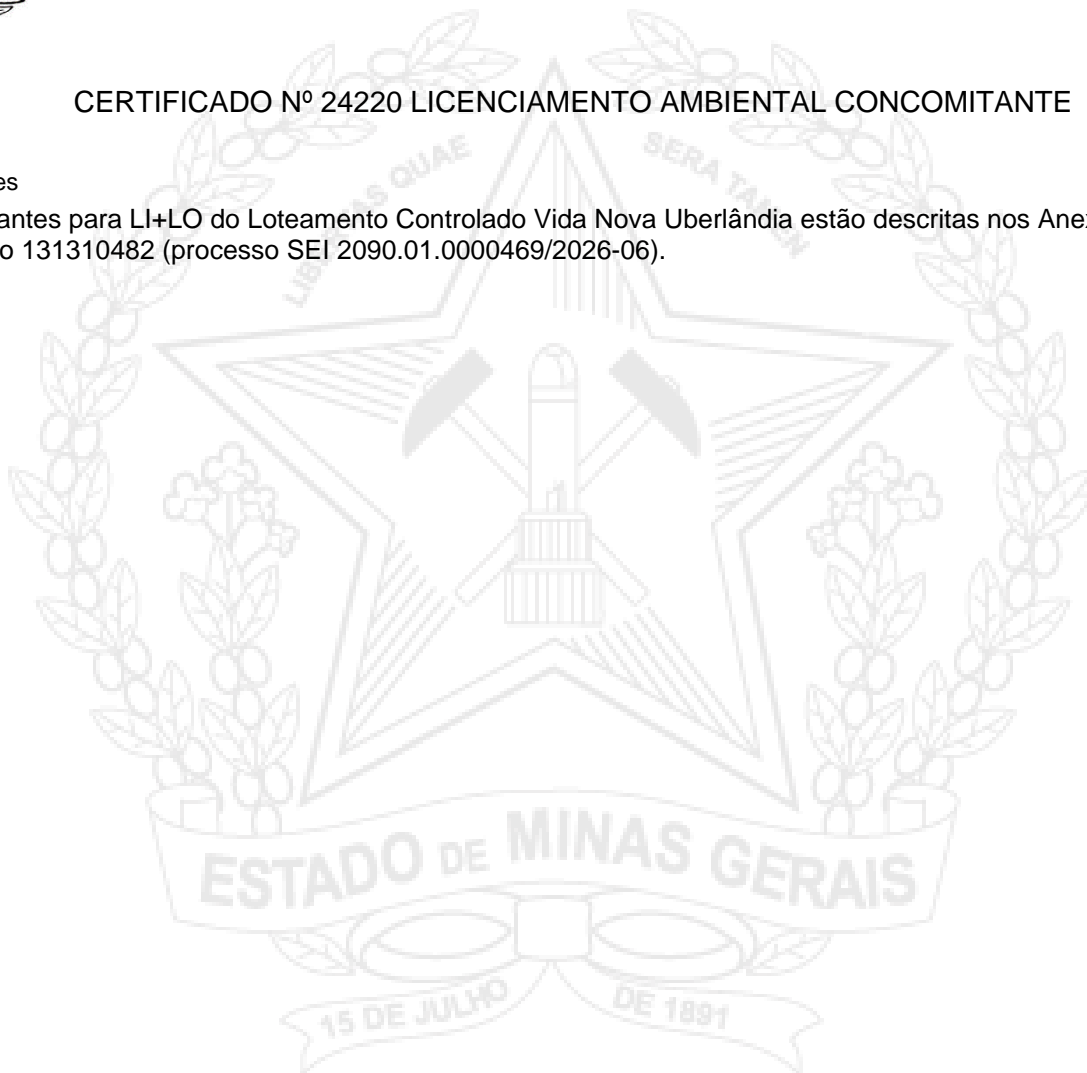 CERTIFICADO Nº 24220 LICENCIAMENTO AMBIENTAL CONCOMITANTE
es
antes para LI+LO do Loteamento Controlado Vida Nova Uberlândia estão descritas nos Ane
o 131310482 (processo SEI 2090.01.0000469/2026-06).
LIBERTAS QUAE SERA TAMEN
ESTADO DE MINAS GERAIS
15 DE JULHO DE 1891